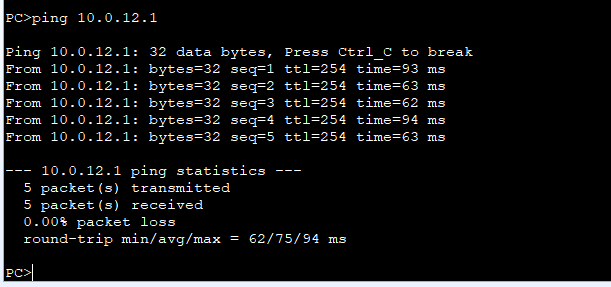 PC>ping 10.0.12.1
Ping 10.0.12.1: 32 data bytes, Press Ctrl_C to break
From 10.0.12.1: bytes=32 seq=1 ttl=254 time=93 ms
From 10.0.12.1: bytes=32 seq=2 ttl=254 time=63 ms
From 10.0.12.1: bytes=32 seq=3 ttl=254 time=62 ms
From 10.0.12.1: bytes=32 seq=4 ttl=254 time=94 ms
From 10.0.12.1: bytes=32 seq=5 ttl=254 time=63 ms
--- 10.0.12.1 ping statistics ---
5 packet(s) transmitted
5 packet(s) received
0.00% packet loss
round-trip min/avg/max = 62/75/94 ms
PC>